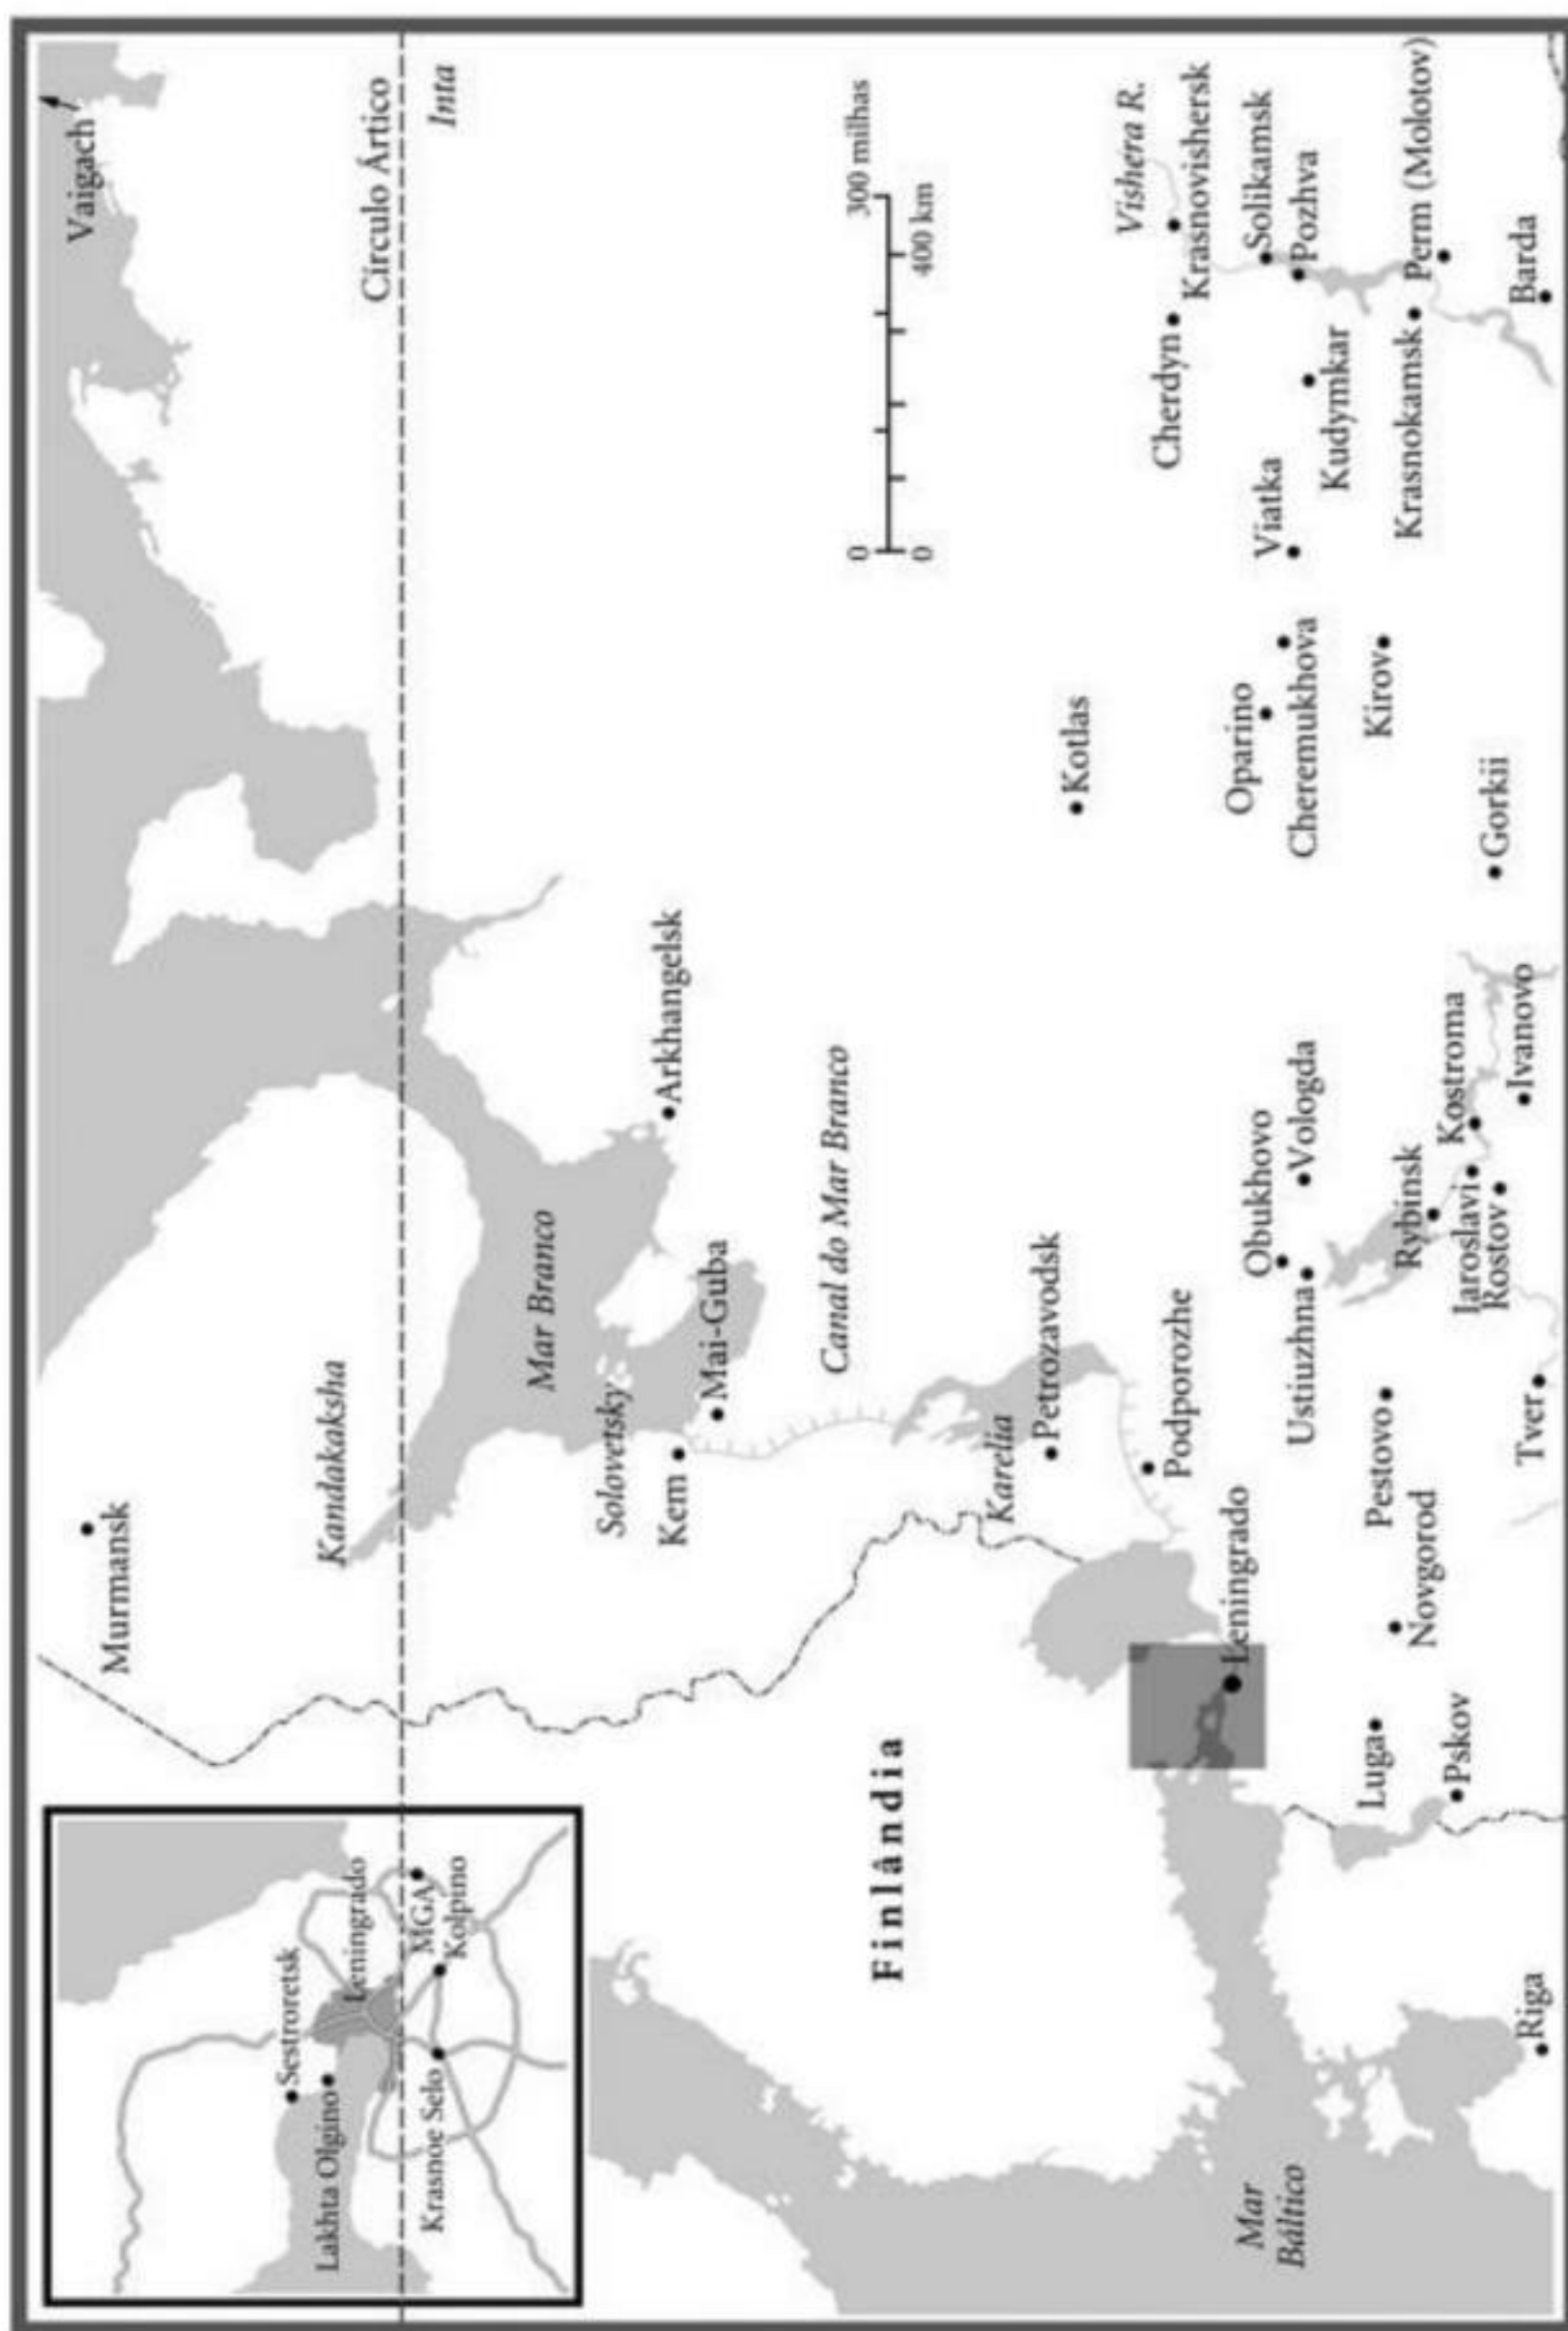 Vaigach
Círculo Ártico
Inta
Murmansk
Kandakaksha
Mar Branco
Solovetsky
Kem
Mai-Guba
Arkhangelsk
Canal do Mar Branco
0
300 milhas
0
400 km
Finlândia
Karelia
Petrozavodsk
Podporozhe
Kotlas
Vishera R.
Cherdyn
Krasnovishersk
Solikamsk
Pozhva
Viatka
Kudymkar
Oparino
Cheremukhova
Kirov
Krasnokamsk
Perm (Molotov)
Barda
Gorkii
Leningrado
Obukhovo
Vologda
Ustiuzhna
Pestovo
Novgorod
Rybinsk
Kostroma
Iaroslavi
Rostov
Ivanovo
Tver
Luga
Pskov
Riga
Mar
Báltico
Sestroretsk
Leningrado
Lakhta Olgino
MGA
Kolpino
Krasnoe Selo